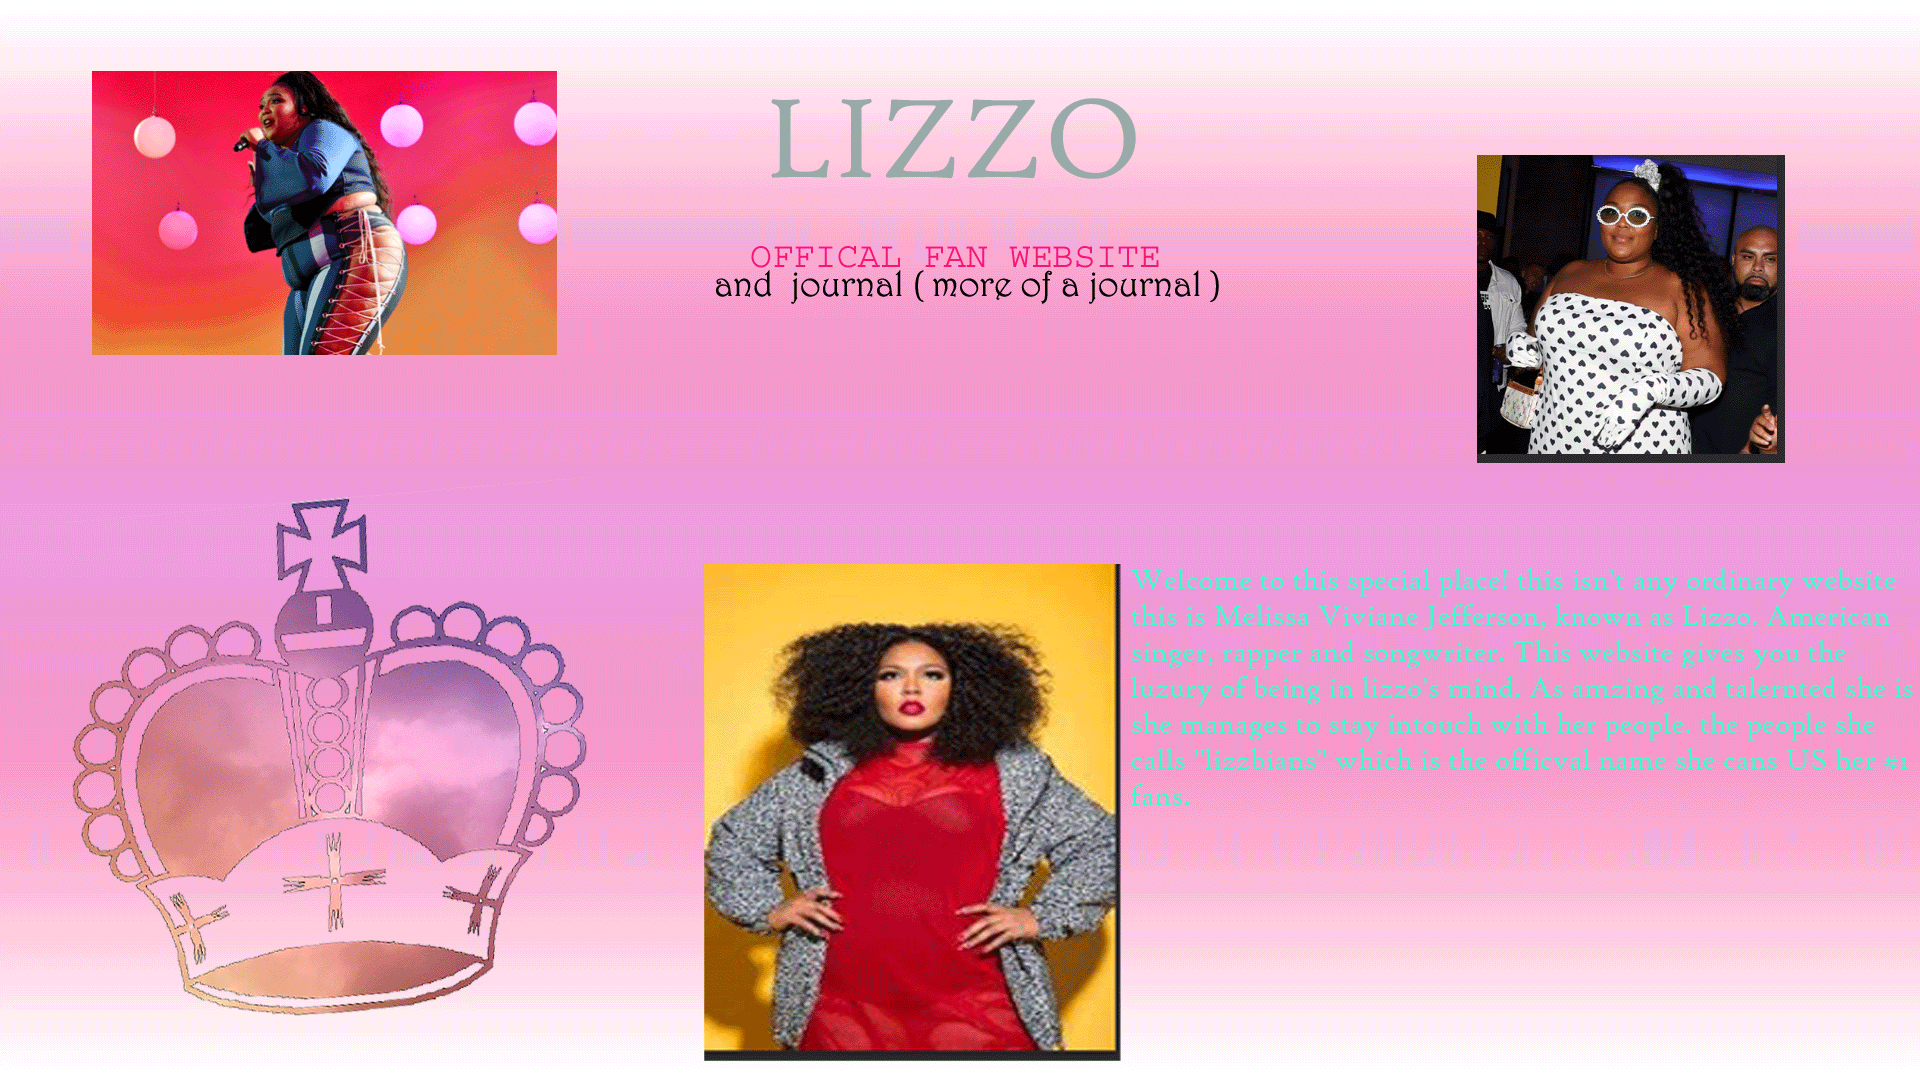 LIZZO
OFFICAL FAN WEBSITE
and journal ( more of a journal )
Welcome to this special place! this isn't any ordinary website
this is Melissa Viviane Jefferson, known as Lizzo. American
singer, rapper and songwriter. This website gives you the
luzury of being in lizzo's mind. As amzing and talernted she is
she manages to stay intouch with her people. the people she
calls "lizzbians" which is the officval name she cans US her #1
fans.